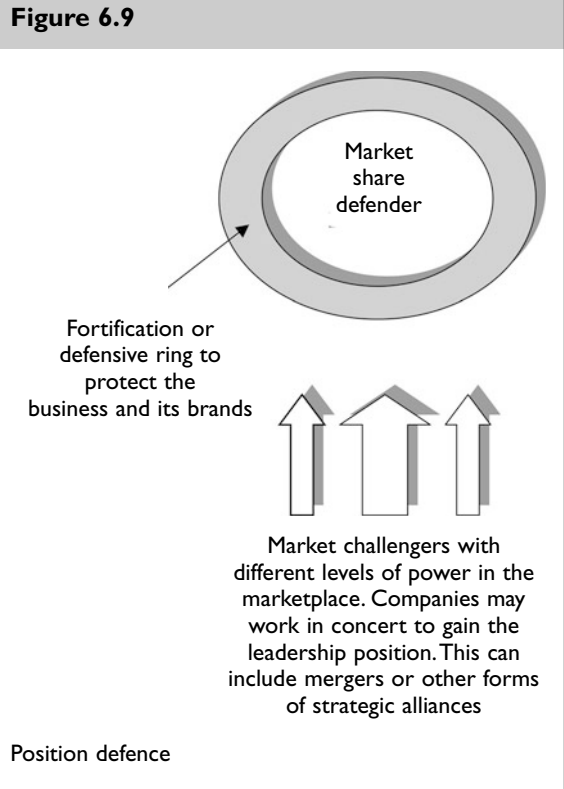 Figure 6.9
Market
share
defender
Fortification or
defensive ring to
protect the
business and its brands
Market challengers with
different levels of power in the
marketplace. Companies may
work in concert to gain the
leadership position. This can
include mergers or other forms
of strategic alliances
Position defence